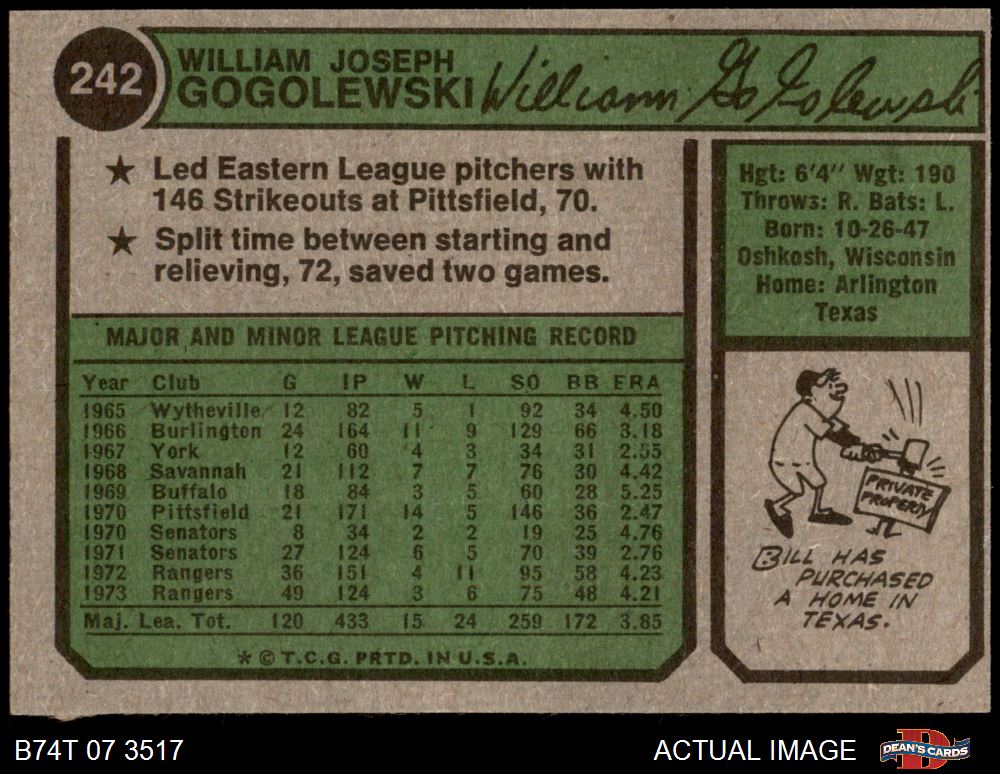 242
WILLIAM JOSEPH
GOGOLEWSKI
William Gogolewski
★ Led Eastern League pitchers with
146 Strikeouts at Pittsfield, 70.
★ Split time between starting and
relieving, 72, saved two games.
Hgt: 6'4" Wgt: 190
Throws: R. Bats: L.
Born: 10-26-47
Oshkosh, Wisconsin
Home: Arlington
Texas
MAJOR AND MINOR LEAGUE PITCHING RECORD
Year Club G IP W L SO BB ERA
1965 Wytheville 12 82 5 1 92 34 4.50
1966 Burlington 24 164 11 9 129 66 3.18
1967 York 12 60 4 3 34 31 2.55
1968 Savannah 21 112 7 7 76 30 4.42
1969 Buffalo 18 84 3 5 60 28 5.25
1970 Pittsfield 21 171 14 5 146 36 2.47
1970 Senators 8 34 2 2 19 25 4.76
1971 Senators 27 124 6 5 70 39 2.76
1972 Rangers 36 151 4 11 95 58 4.23
1973 Rangers 49 124 3 6 75 48 4.21
Maj. Lea. Tot. 120 433 15 24 259 172 3.85
* © T.C.G. PRTD. IN U.S.A.
PRIVATE
PROPERTY
BILL HAS
PURCHASED
A HOME IN
TEXAS.
B74T 07 3517
ACTUAL IMAGE
DEAN'S CARDS